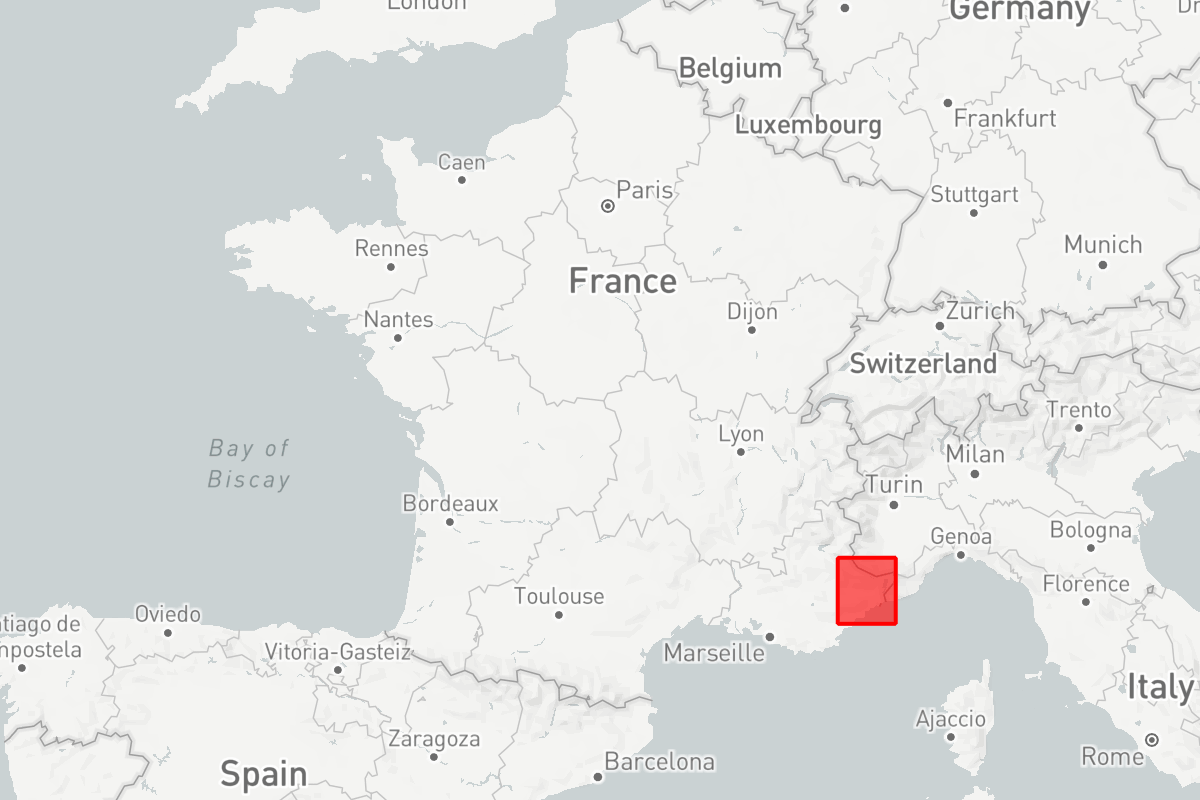 London
Germany
Dr
Belgium
Luxembourg
Frankfurt
Caen
Paris
Stuttgart
Rennes
Munich
France
Nantes
Dijon
Zurich
Switzerland
Trento
Lyon
Milan
Bay of
Biscay
Turin
Bordeaux
Genoa
Bologna
Toulouse
Florence
Oviedo
tiago de
mpostela
Vitoria-Gasteiz
Marseille
Italy
Ajaccio
Zaragoza
Rome
Barcelona
Spain